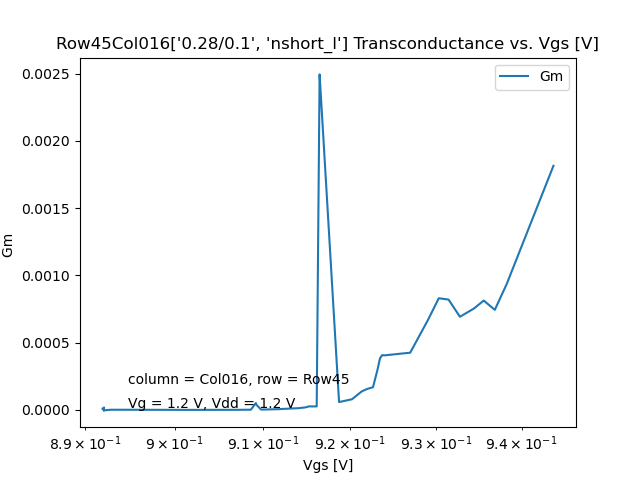 Row45Col016['0.28/0.1', 'nshort_l'] Transconductance vs. Vgs [V]
Gm
0.0025
0.0020
0.0015
0.0010
0.0005
0.0000
Gm
column = Col016, row = Row45
Vg = 1.2 V, Vdd = 1.2 V
8.9 × 10⁻¹ 9 × 10⁻¹ 9.1 × 10⁻¹ 9.2 × 10⁻¹ 9.3 × 10⁻¹ 9.4 × 10⁻¹
Vgs [V]